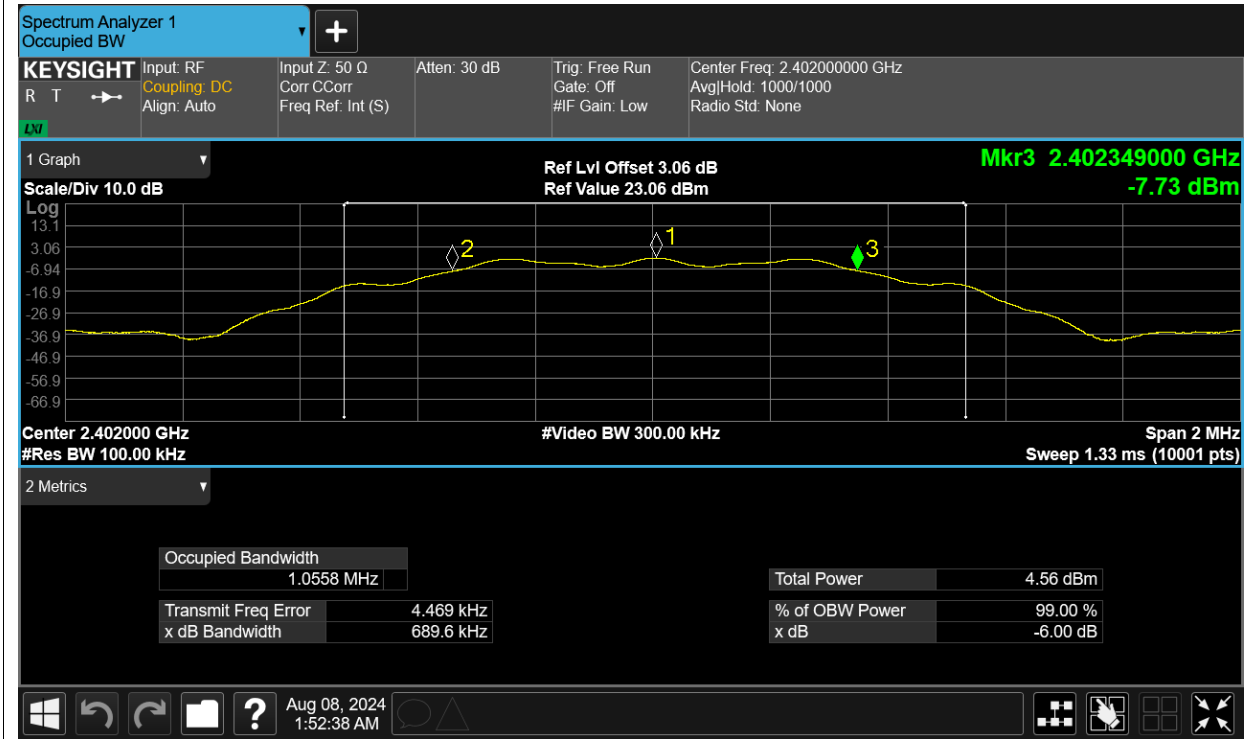 Spectrum Analyzer 1
Occupied BW
KEYSIGHT
R T
LXI
Input: RF
Coupling: DC
Align: Auto
Input Z: 50 Ω
Corr CCorr
Freq Ref: Int (S)
Atten: 30 dB
Trig: Free Run
Gate: Off
#IF Gain: Low
Center Freq: 2.402000000 GHz
Avg|Hold: 1000/1000
Radio Std: None
1 Graph
Scale/Div 10.0 dB
Ref Lvl Offset 3.06 dB
Ref Value 23.06 dBm
Mkr3 2.402349000 GHz
-7.73 dBm
Log
13.1
3.06
-6.94
-16.9
-26.9
-36.9
-46.9
-56.9
-66.9
2
1
3
Center 2.402000 GHz
#Res BW 100.00 kHz
#Video BW 300.00 kHz
Span 2 MHz
Sweep 1.33 ms (10001 pts)
2 Metrics
Occupied Bandwidth
1.0558 MHz
Transmit Freq Error 4.469 kHz
x dB Bandwidth 689.6 kHz
Total Power 4.56 dBm
% of OBW Power 99.00 %
x dB -6.00 dB
?
Aug 08, 2024
1:52:38 AM